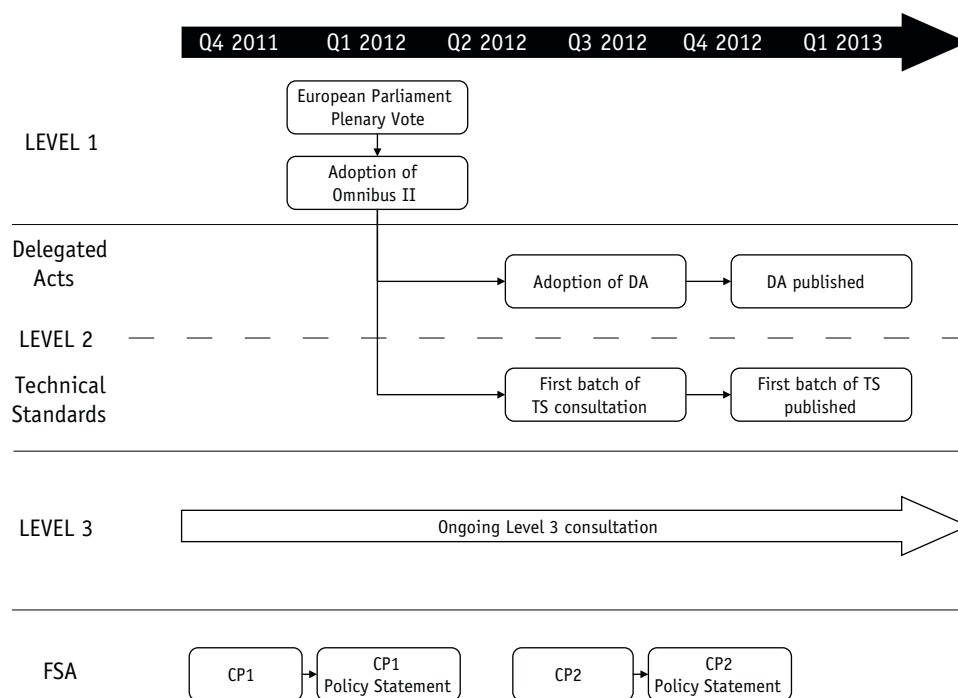 Q4 2011 Q1 2012 Q2 2012 Q3 2012 Q4 2012 Q1 2013
LEVEL 1
European Parliament
Plenary Vote
Adoption of
Omnibus II
Delegated
Acts
Adoption of DA
DA published
LEVEL 2
Technical
Standards
First batch of
TS consultation
First batch of TS
published
LEVEL 3
Ongoing Level 3 consultation
FSA
CP1
CP1
Policy Statement
CP2
CP2
Policy Statement